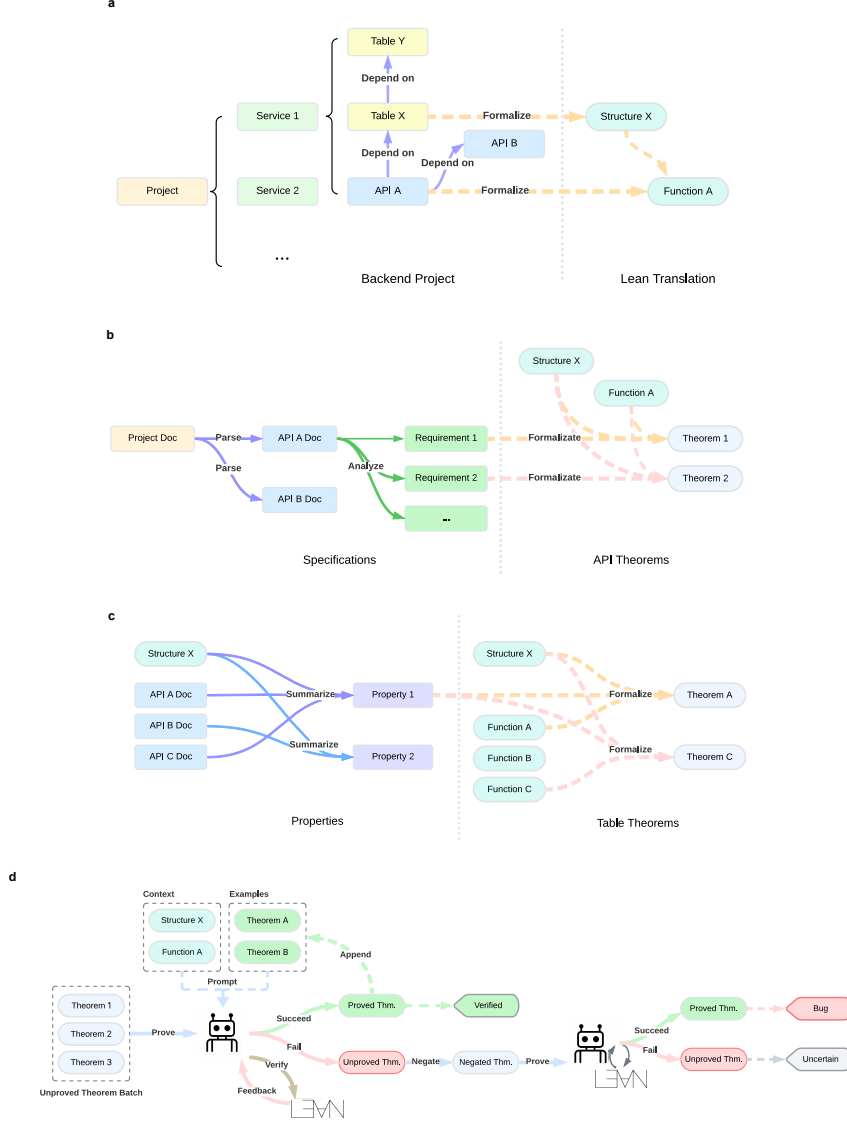 a
Table Y
Depend on
Service 1
Table X
Formalize
Structure X
API B
Depend on
Depend on
Project
Service 2
API A
Formalize
Function A
...
Backend Project
Lean Translation
b
Structure X
Function A
Project Doc
Parse
API A Doc
Requirement 1
Formalizate
Theorem 1
Parse
Analyze
Requirement 2
Formalizate
Theorem 2
API B Doc
...
Specifications
API Theorems
c
Structure X
Structure X
API A Doc
Summarize
Property 1
Formalize
Theorem A
API B Doc
Function A
Summarize
Formalize
API C Doc
Property 2
Function B
Theorem C
Function C
Properties
Table Theorems
d
Context
Examples
Structure X
Theorem A
Function A
Theorem B
Append
Prompt
Theorem 1
Proved Thm.
Verified
Proved Thm.
Bug
Succeed
Theorem 2
Prove
Succeed
Fail
Fail
Theorem 3
Verify
Unproved Thm.
Negate
Negated Thm.
Prove
Unproved Thm.
Uncertain
Unproved Theorem Batch
Feedback
LEAN
LEAN